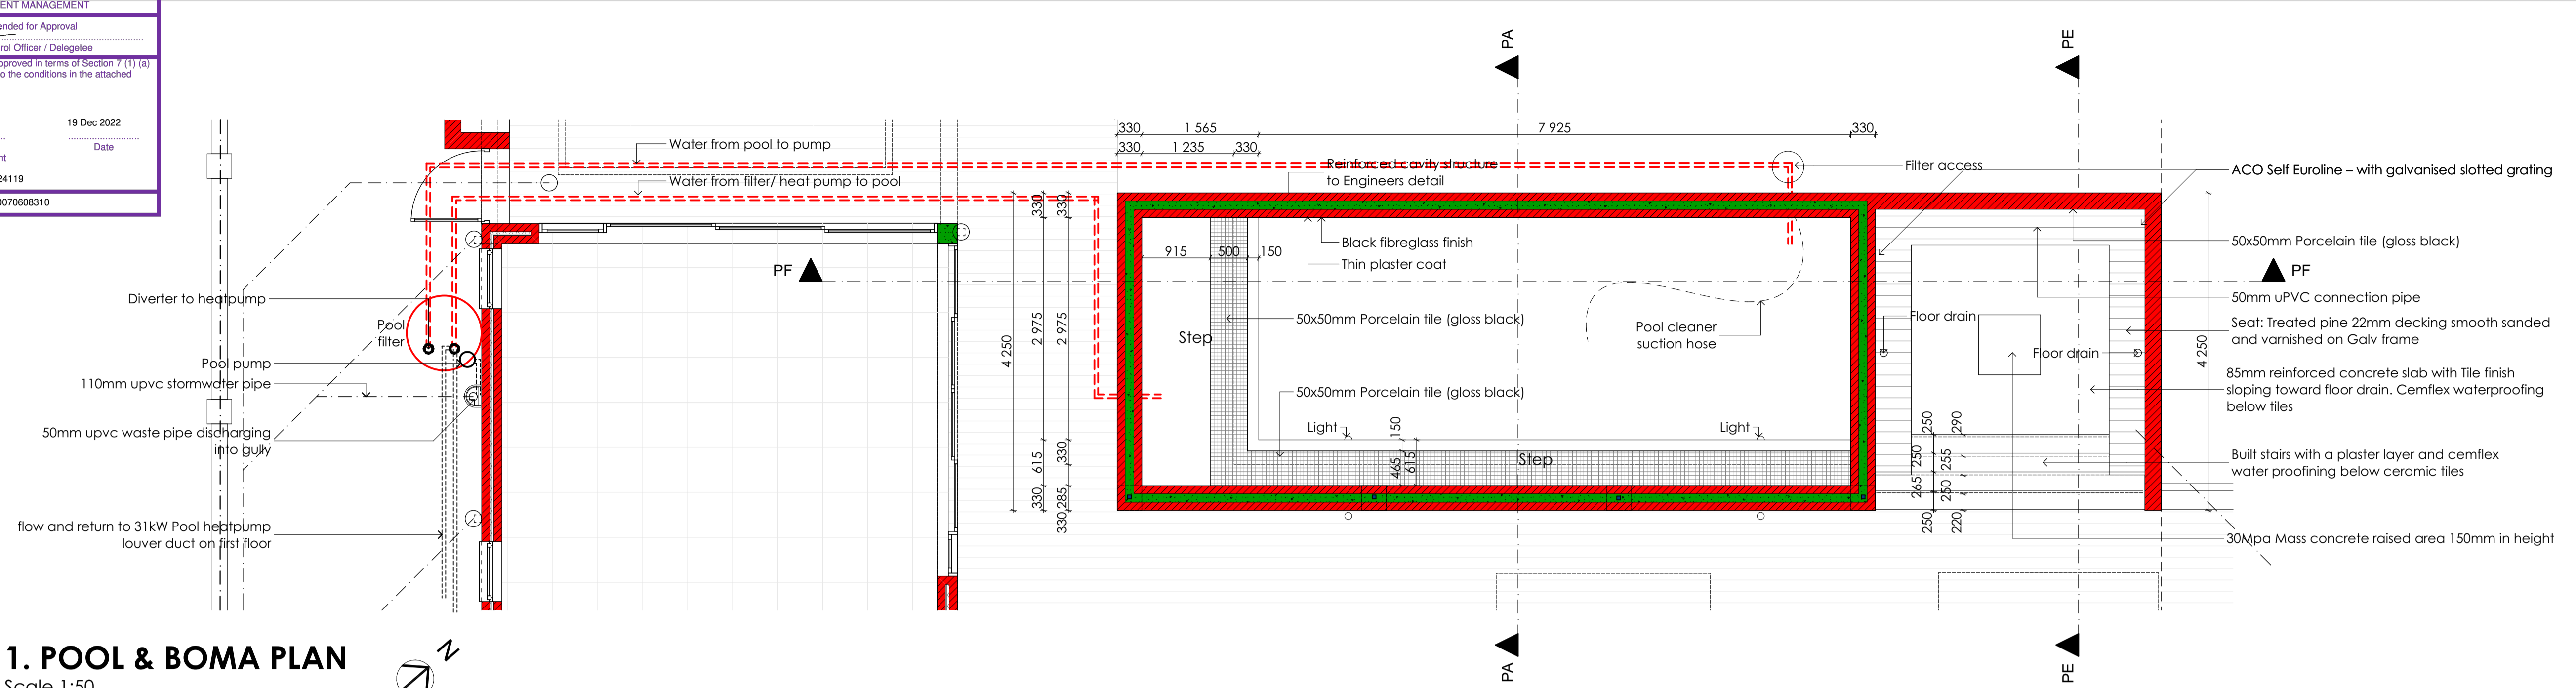 ENT MANAGEMENT
ended for Approval
rol Officer / Delegetee
pproved in terms of Section 7 (1) (a)
o the conditions in the attached
19 Dec 2022
Date
nt
24119
0070608310
PA
PE
Water from pool to pump
Water from filter/ heat pump to pool
330
1 565
7 925
330
330
1 235
330
Reinforced cavity structure
to Engineers detail
Filter access
ACO Self Euroline – with galvanised slotted grating
Black fibreglass finish
Thin plaster coat
50x50mm Porcelain tile (gloss black)
PF
915
500
150
PF
Diverter to heatpump
50mm uPVC connection pipe
Pool
filter
50x50mm Porcelain tile (gloss black)
Pool cleaner
suction hose
Floor drain
Seat: Treated pine 22mm decking smooth sanded
and varnished on Galv frame
Step
Floor drain
Pool pump
110mm upvc stormwater pipe
85mm reinforced concrete slab with Tile finish
sloping toward floor drain. Cemflex waterproofing
below tiles
50x50mm Porcelain tile (gloss black)
50mm upvc waste pipe discharging
into gully
Light
Light
Step
Built stairs with a plaster layer and cemflex
water proofining below ceramic tiles
4 250
330
2 975
615
330
330
2 975
330
285
330
150
465
615
250
250
265
250
290
255
250
220
4 250
flow and return to 31kW Pool heatpump
louver duct on first floor
30Mpa Mass concrete raised area 150mm in height
1. POOL & BOMA PLAN
Scale 1:50
N
PA
PE